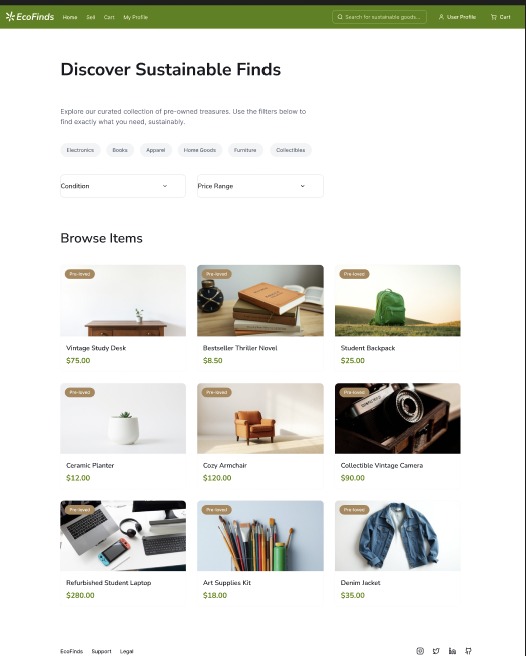 EcoFinds Home Sell Cart My Profile Search for sustainable goods... User Profile Cart
Discover Sustainable Finds
Explore our curated collection of pre-owned treasures. Use the filters below to
find exactly what you need, sustainably.
Electronics Books Apparel Home Goods Furniture Collectibles
Condition Price Range
Browse Items
Pre-loved Pre-loved Pre-loved
Vintage Study Desk Bestseller Thriller Novel Student Backpack
$75.00 $8.50 $25.00
Pre-loved Pre-loved Pre-loved
Ceramic Planter Cozy Armchair Collectible Vintage Camera
$12.00 $120.00 $90.00
Pre-loved Pre-loved Pre-loved
Refurbished Student Laptop Art Supplies Kit Denim Jacket
$280.00 $18.00 $35.00
EcoFinds Support Legal